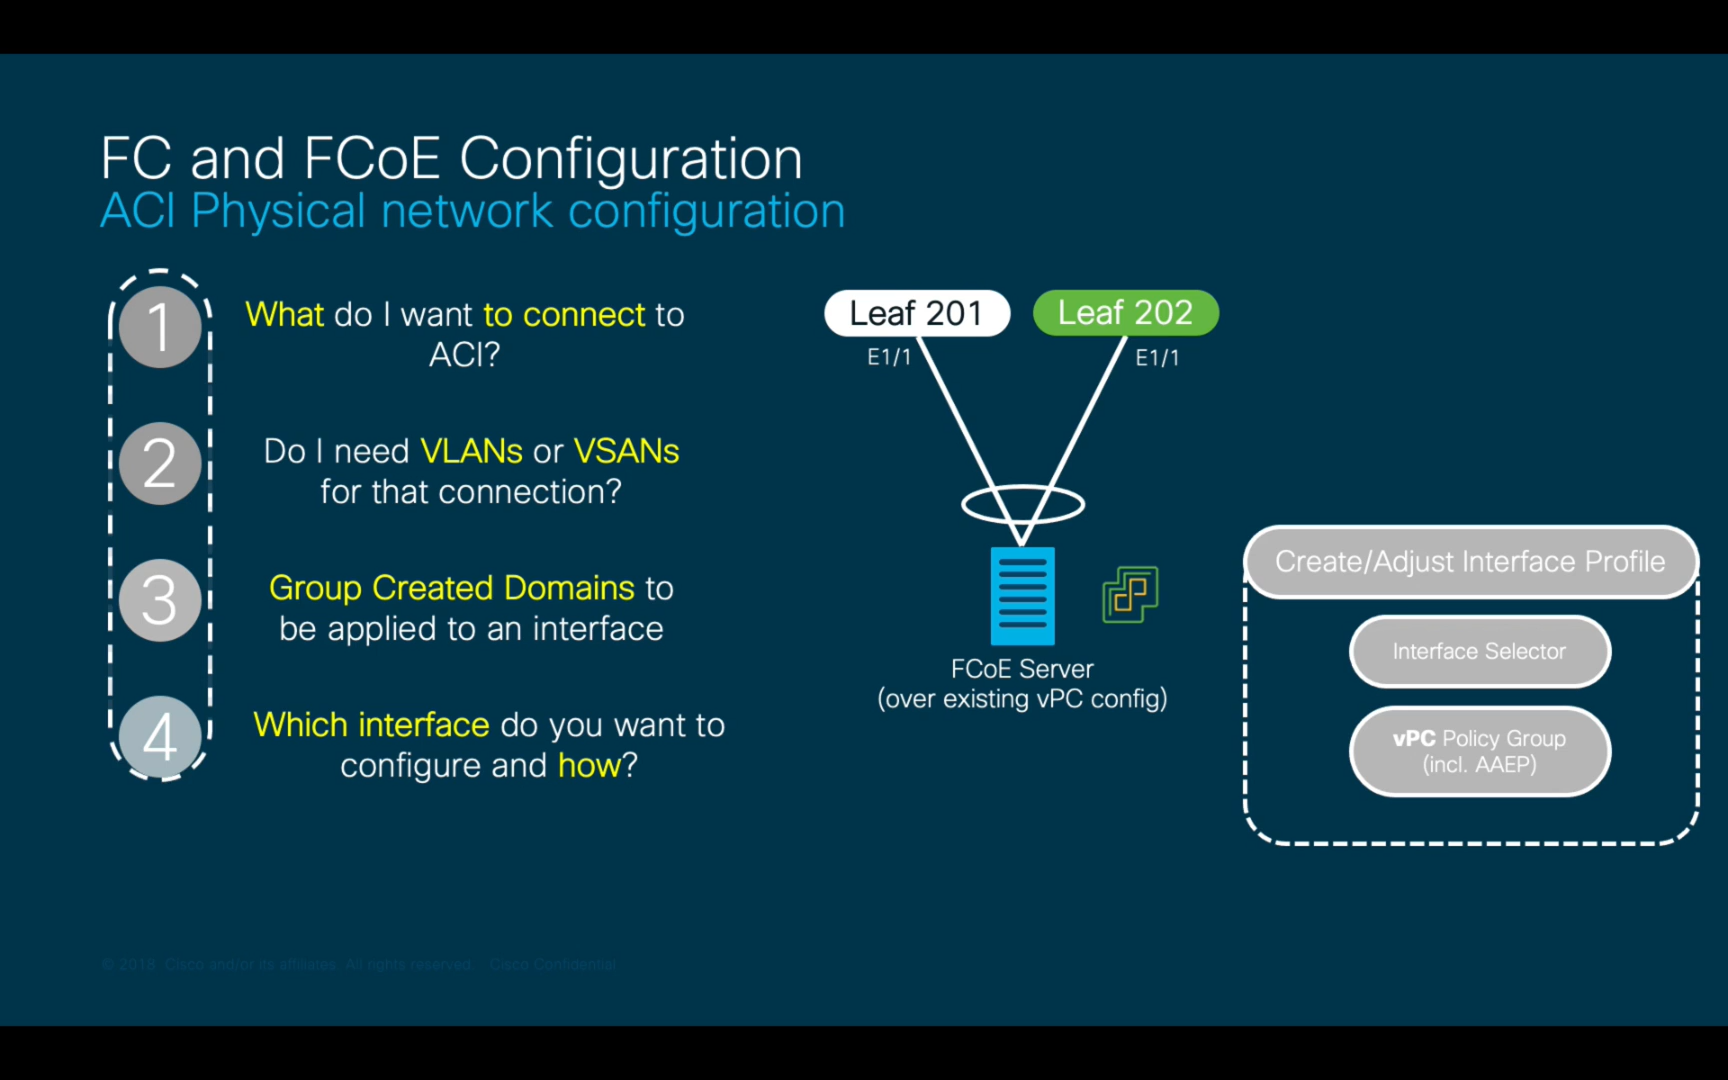 FC and FCoE Configuration
ACI Physical network configuration
1
What do I want to connect to
ACI?
2
Do I need VLANs or VSANs
for that connection?
3
Group Created Domains to
be applied to an interface
4
Which interface do you want to
configure and how?
Leaf 201
Leaf 202
E1/1
E1/1
FCoE Server
(over existing vPC config)
Create/Adjust Interface Profile
Interface Selector
vPC Policy Group
(incl. AAEP)
© 2018 Cisco and/or its affiliates. All rights reserved. Cisco Confidential